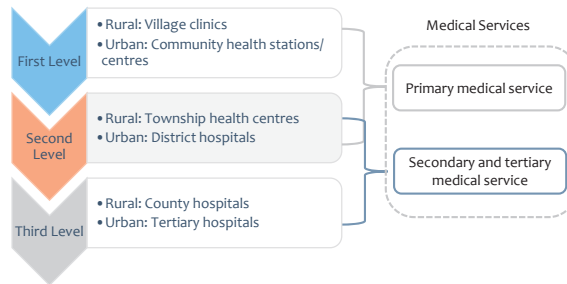 First Level
• Rural: Village clinics
• Urban: Community health stations/
centres
Second
Level
• Rural: Township health centres
• Urban: District hospitals
Third Level
• Rural: County hospitals
• Urban: Tertiary hospitals
Medical Services
Primary medical service
Secondary and tertiary
medical service